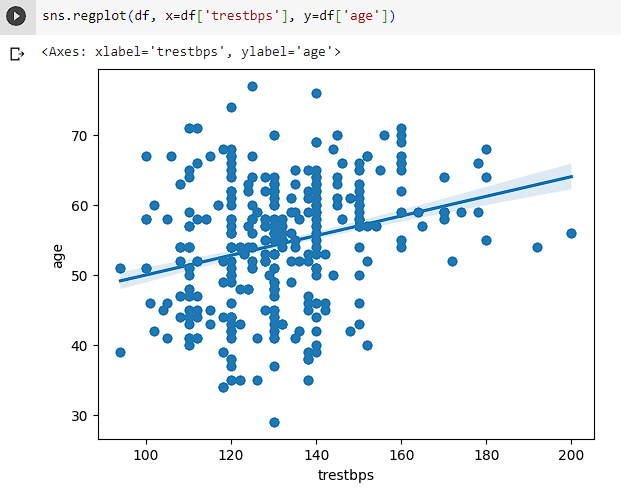 sns.regplot(df, x=df['trestbps'], y=df['age'])
<Axes: xlabel='trestbps', ylabel='age'>
70
60
50
40
30
age
100 120 140 160 180 200
trestbps